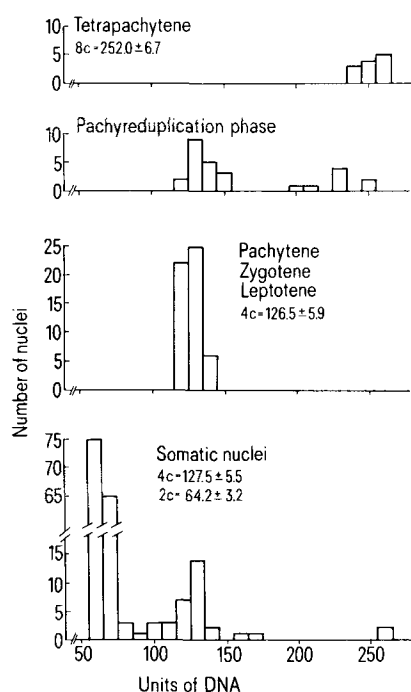 Tetrapachytene
8c=252.0±6.7
10
5
0
Pachyreduplication phase
10
5
0
25
20
15
10
5
0
Pachytene
Zygotene
Leptotene
4c=126.5±5.9
Number of nuclei
75
70
65
15
10
5
0
Somatic nuclei
4c=127.5±5.5
2c=64.2±3.2
50 100 150 200 250
Units of DNA